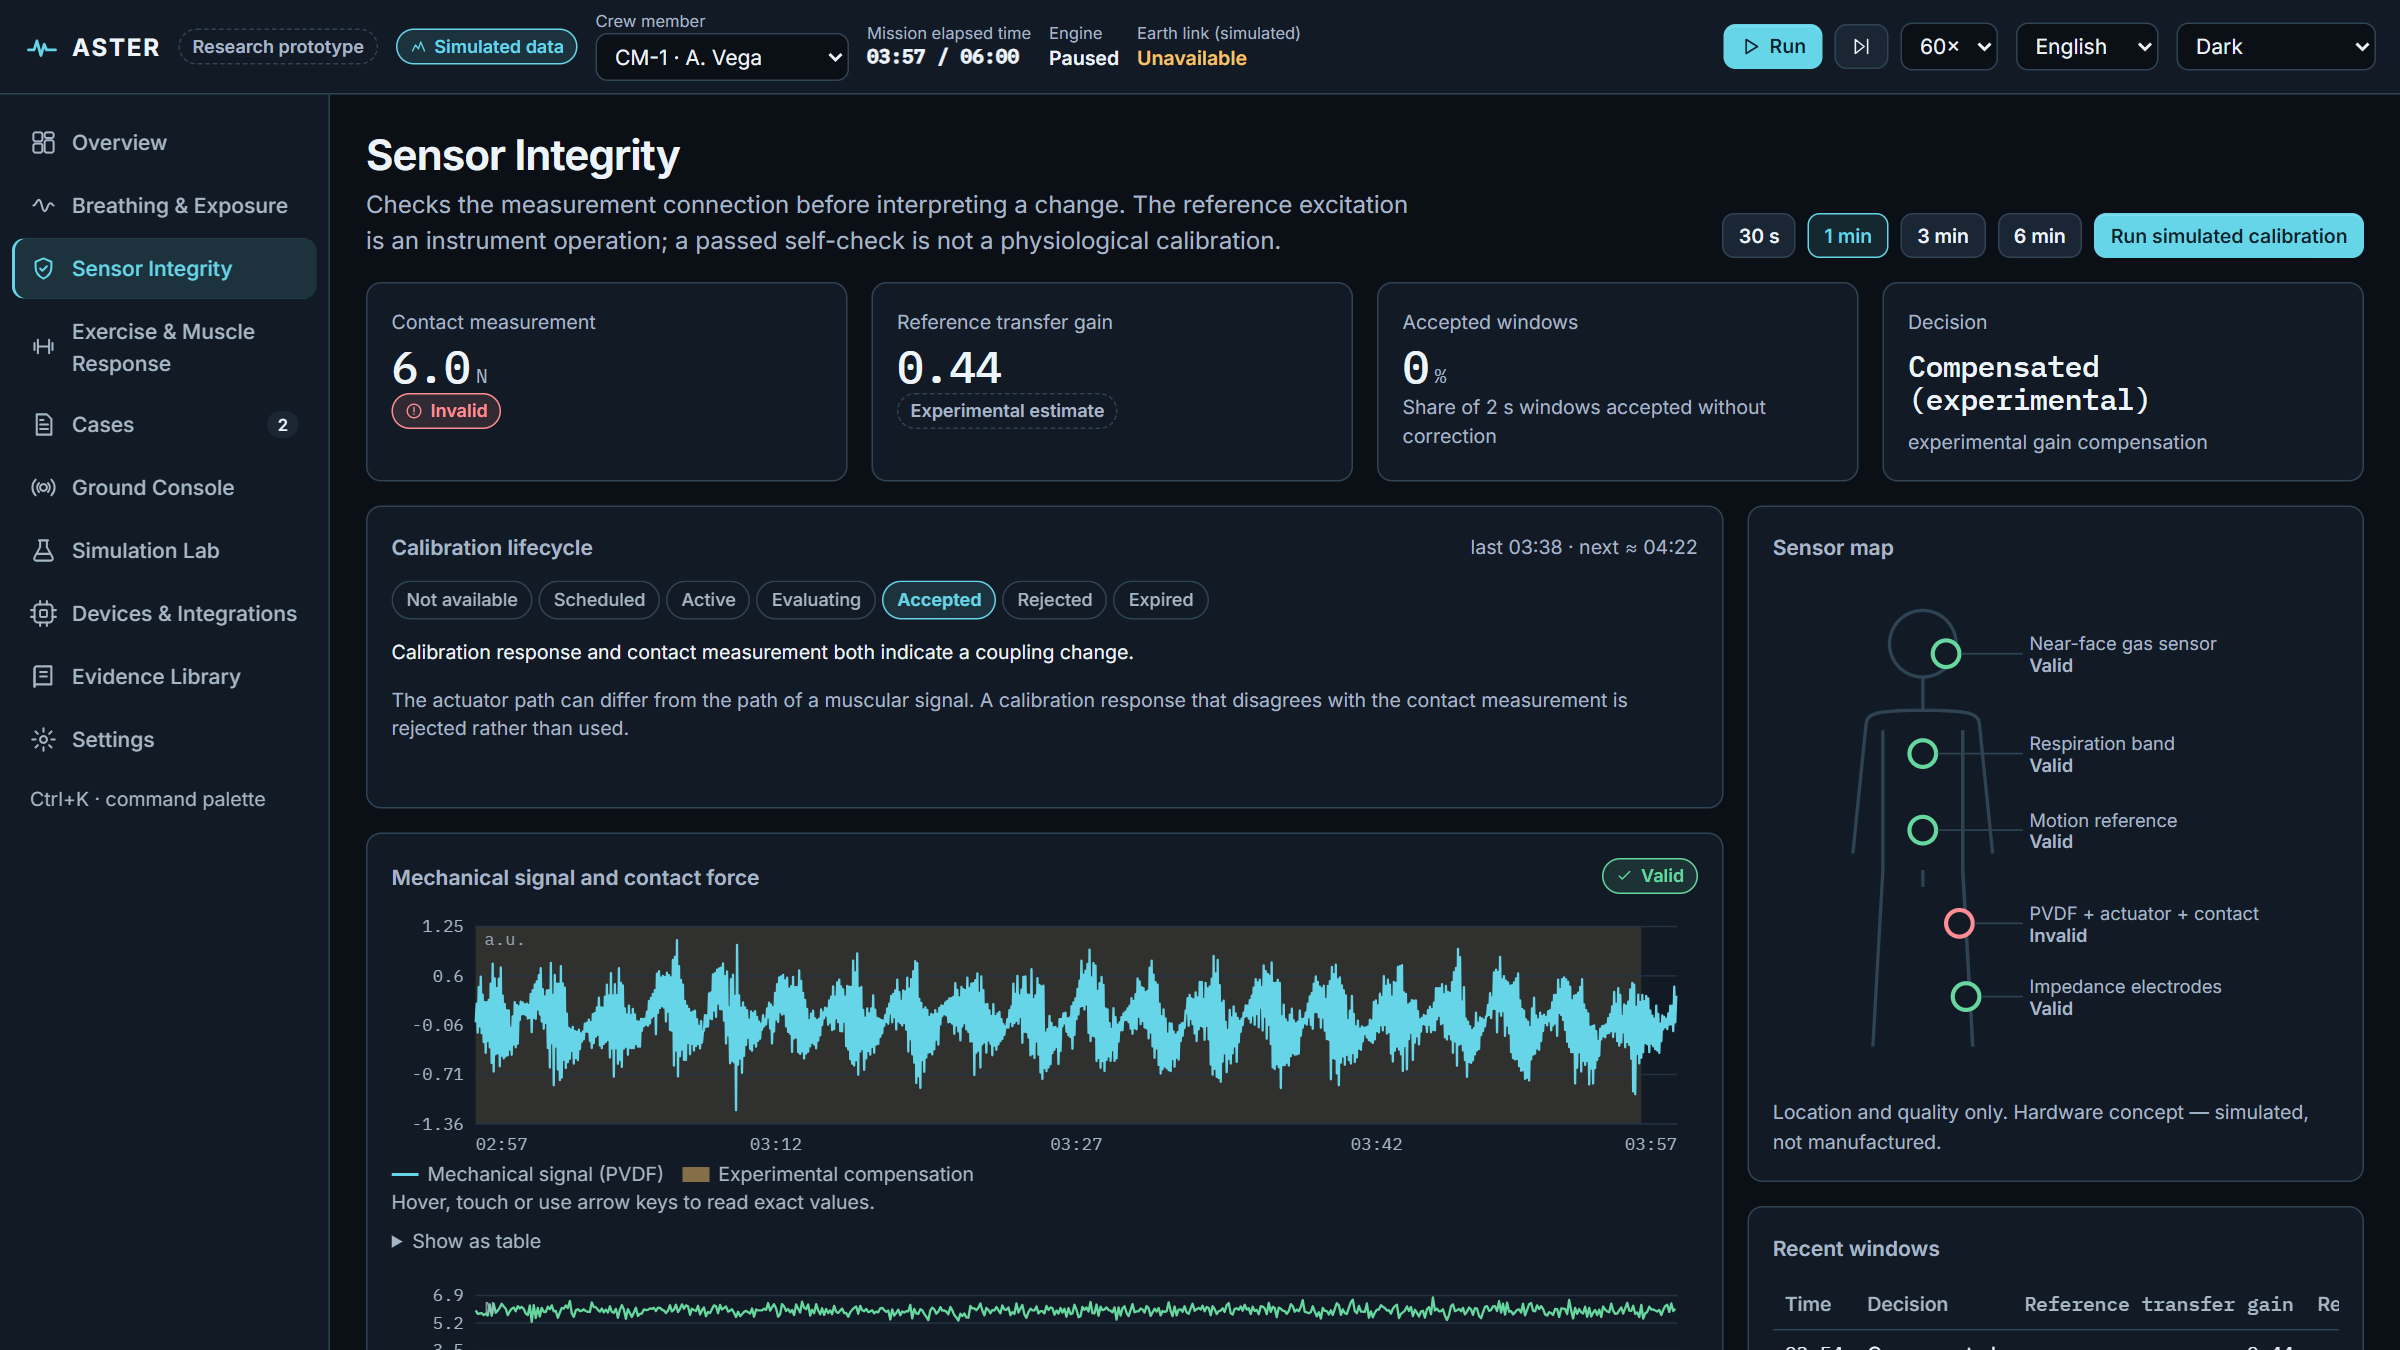 ASTER
Research prototype
Simulated data
Crew member
CM-1 · A. Vega
Mission elapsed time
03:57 / 06:00
Engine
Paused
Earth link (simulated)
Unavailable
Run
60×
English
Dark
Overview
Breathing & Exposure
Sensor Integrity
Exercise & Muscle
Response
Cases
2
Ground Console
Simulation Lab
Devices & Integrations
Evidence Library
Settings
Ctrl+K · command palette
Sensor Integrity
Checks the measurement connection before interpreting a change. The reference excitation
is an instrument operation; a passed self-check is not a physiological calibration.
30 s
1 min
3 min
6 min
Run simulated calibration
Contact measurement
6.0 N
Invalid
Reference transfer gain
0.44
Experimental estimate
Accepted windows
0 %
Share of 2 s windows accepted without
correction
Decision
Compensated
(experimental)
experimental gain compensation
Calibration lifecycle
last 03:38 · next ≈ 04:22
Not available
Scheduled
Active
Evaluating
Accepted
Rejected
Expired
Calibration response and contact measurement both indicate a coupling change.
The actuator path can differ from the path of a muscular signal. A calibration response that disagrees with the contact measurement is
rejected rather than used.
Mechanical signal and contact force
Valid
a.u.
1.25
0.6
-0.06
-0.71
-1.36
02:57
03:12
03:27
03:42
03:57
Mechanical signal (PVDF)
Experimental compensation
Hover, touch or use arrow keys to read exact values.
Show as table
6.9
5.2
Sensor map
Near-face gas sensor
Valid
Respiration band
Valid
Motion reference
Valid
PVDF + actuator + contact
Invalid
Impedance electrodes
Valid
Location and quality only. Hardware concept — simulated,
not manufactured.
Recent windows
Time
Decision
Reference transfer gain